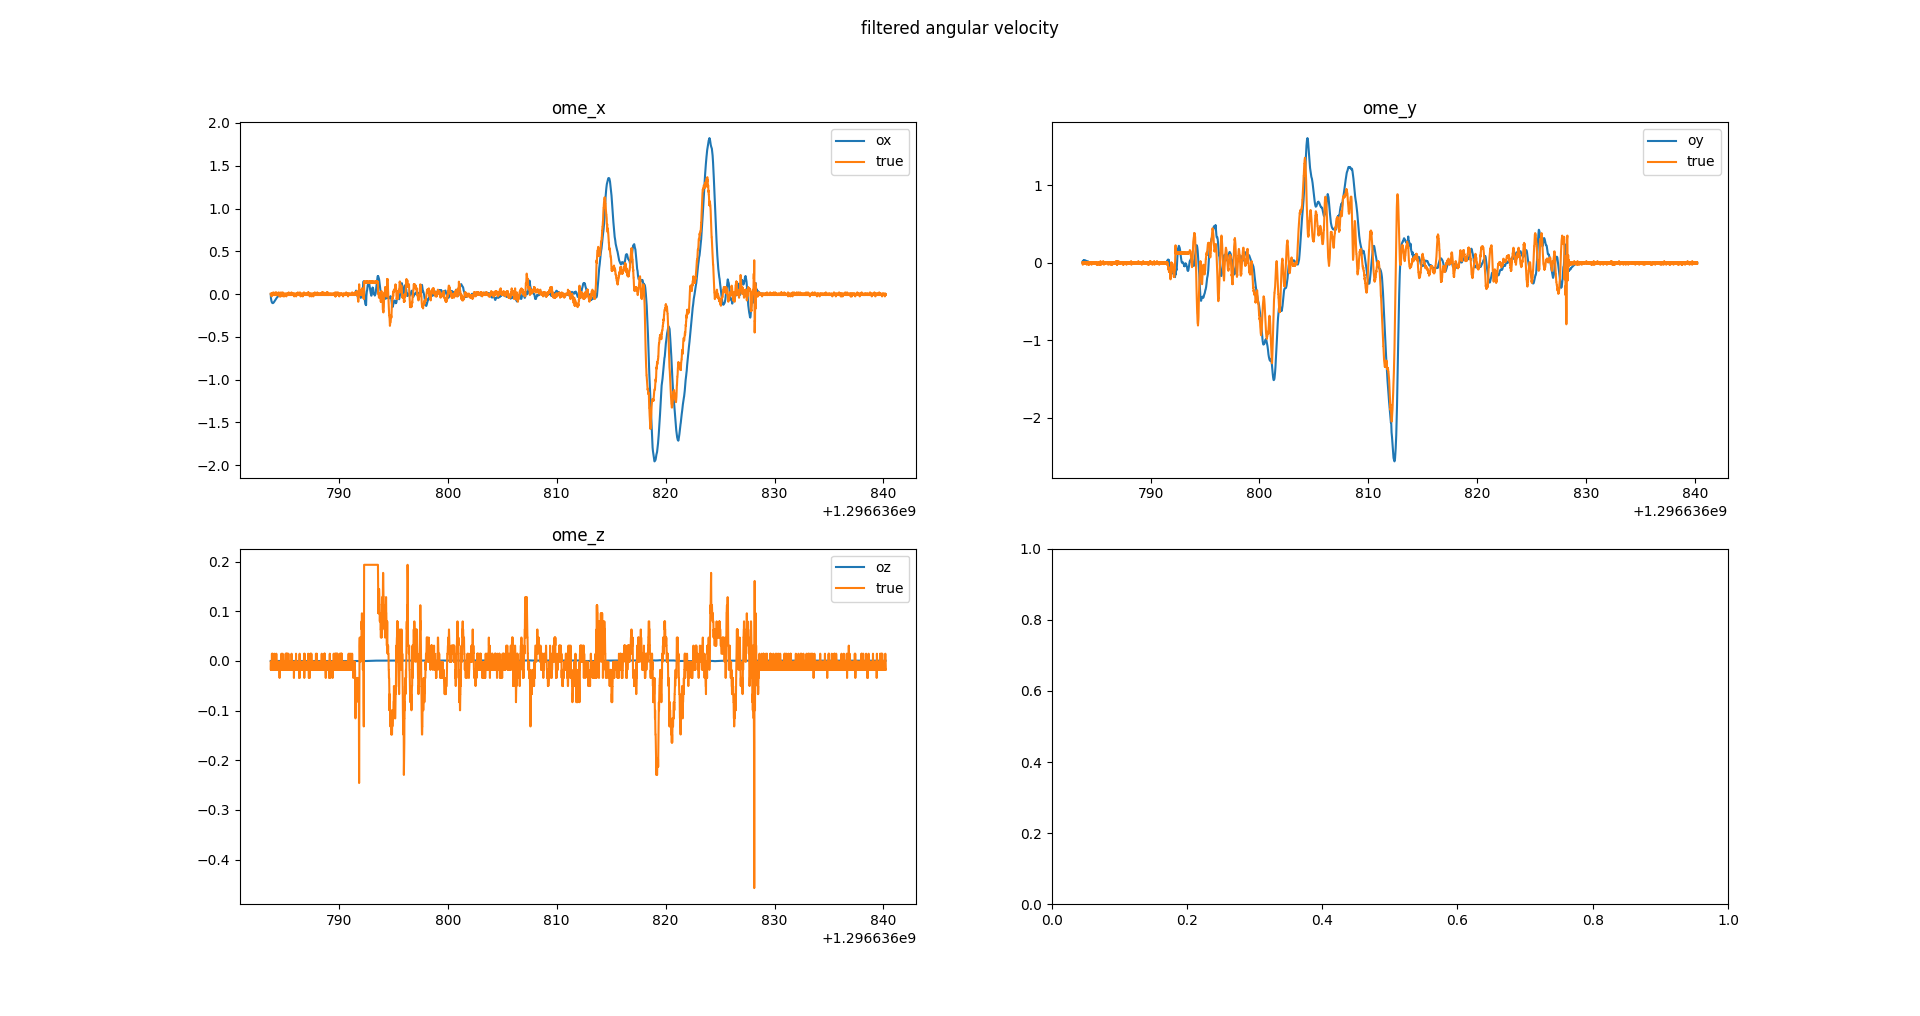 filtered angular velocity
ome_x
2.0
1.5
1.0
0.5
0.0
−0.5
−1.0
−1.5
−2.0
790 800 810 820 830 840
+1.296636e9
ox
true
ome_y
1
0
−1
−2
790 800 810 820 830 840
+1.296636e9
oy
true
ome_z
0.2
0.1
0.0
−0.1
−0.2
−0.3
−0.4
790 800 810 820 830 840
+1.296636e9
oz
true
1.0
0.8
0.6
0.4
0.2
0.0
0.0 0.2 0.4 0.6 0.8 1.0